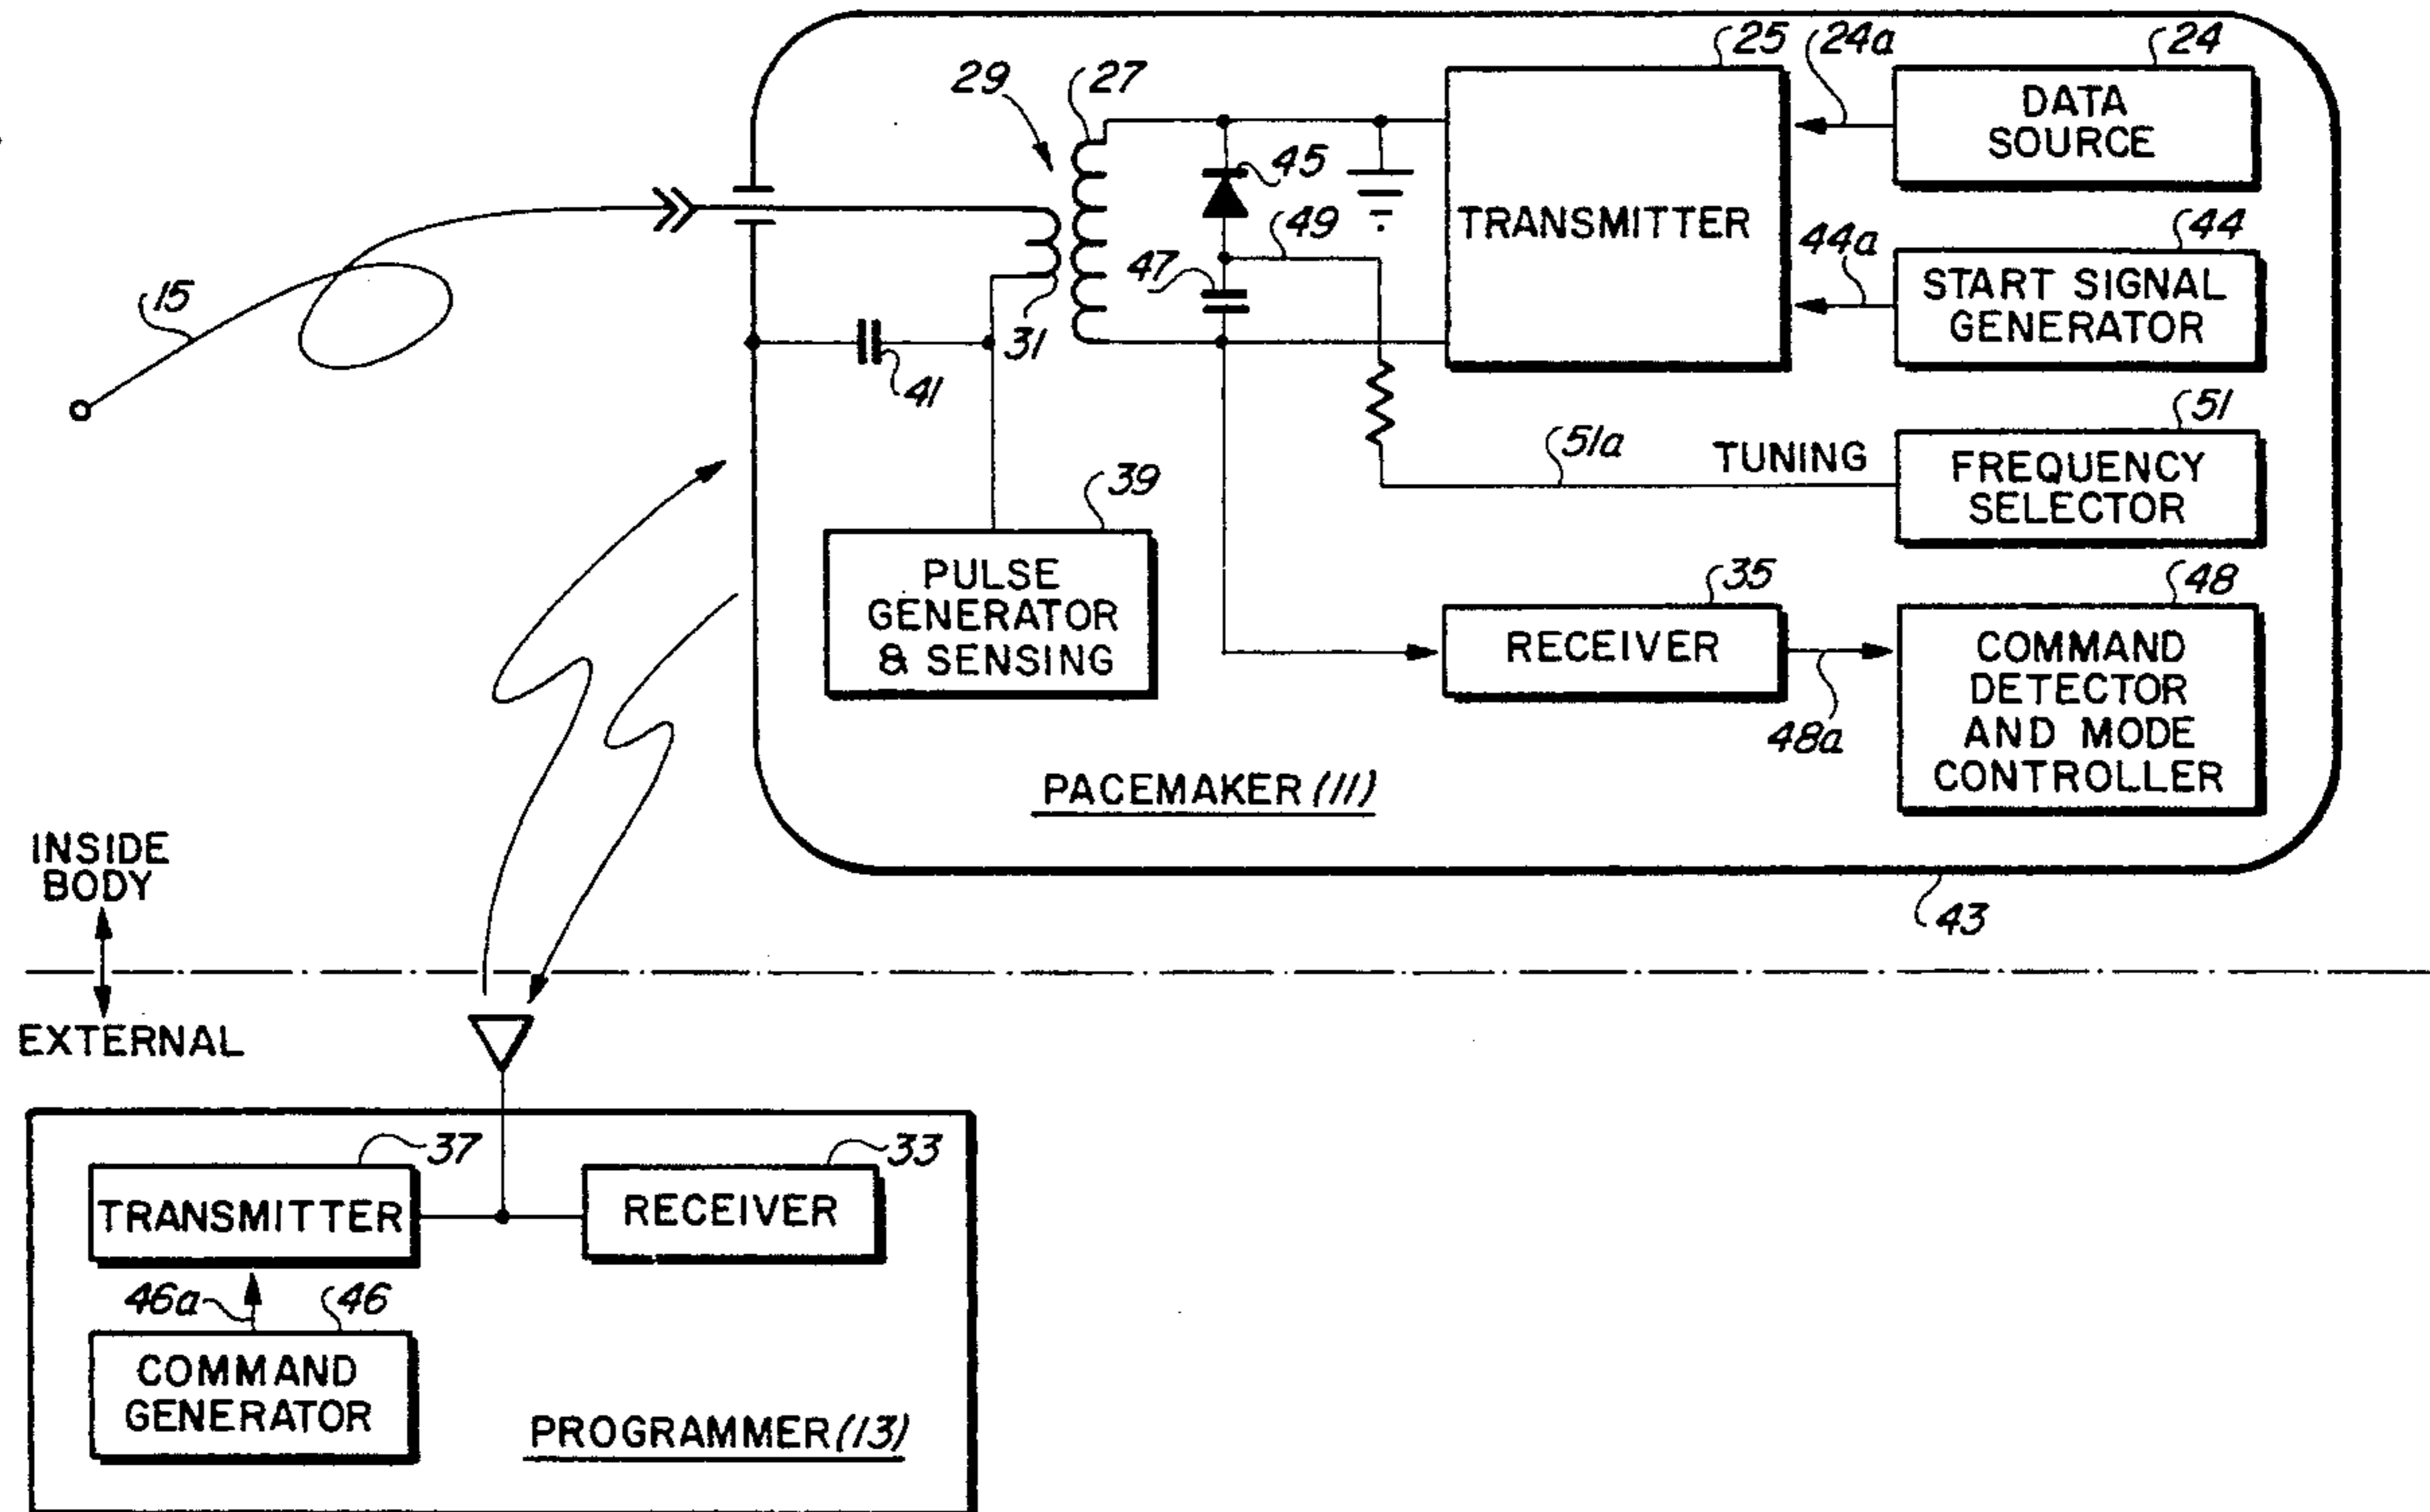 25
24a
24
29
27
DATA
SOURCE
45
TRANSMITTER
49
44a
44
47
START SIGNAL
GENERATOR
15
31
41
51
51a
TUNING
FREQUENCY
SELECTOR
39
PULSE
GENERATOR
& SENSING
35
48
RECEIVER
COMMAND
DETECTOR
AND MODE
CONTROLLER
48a
PACEMAKER (11)
INSIDE
BODY
43
EXTERNAL
37
33
TRANSMITTER
RECEIVER
46a
46
COMMAND
GENERATOR
PROGRAMMER (13)